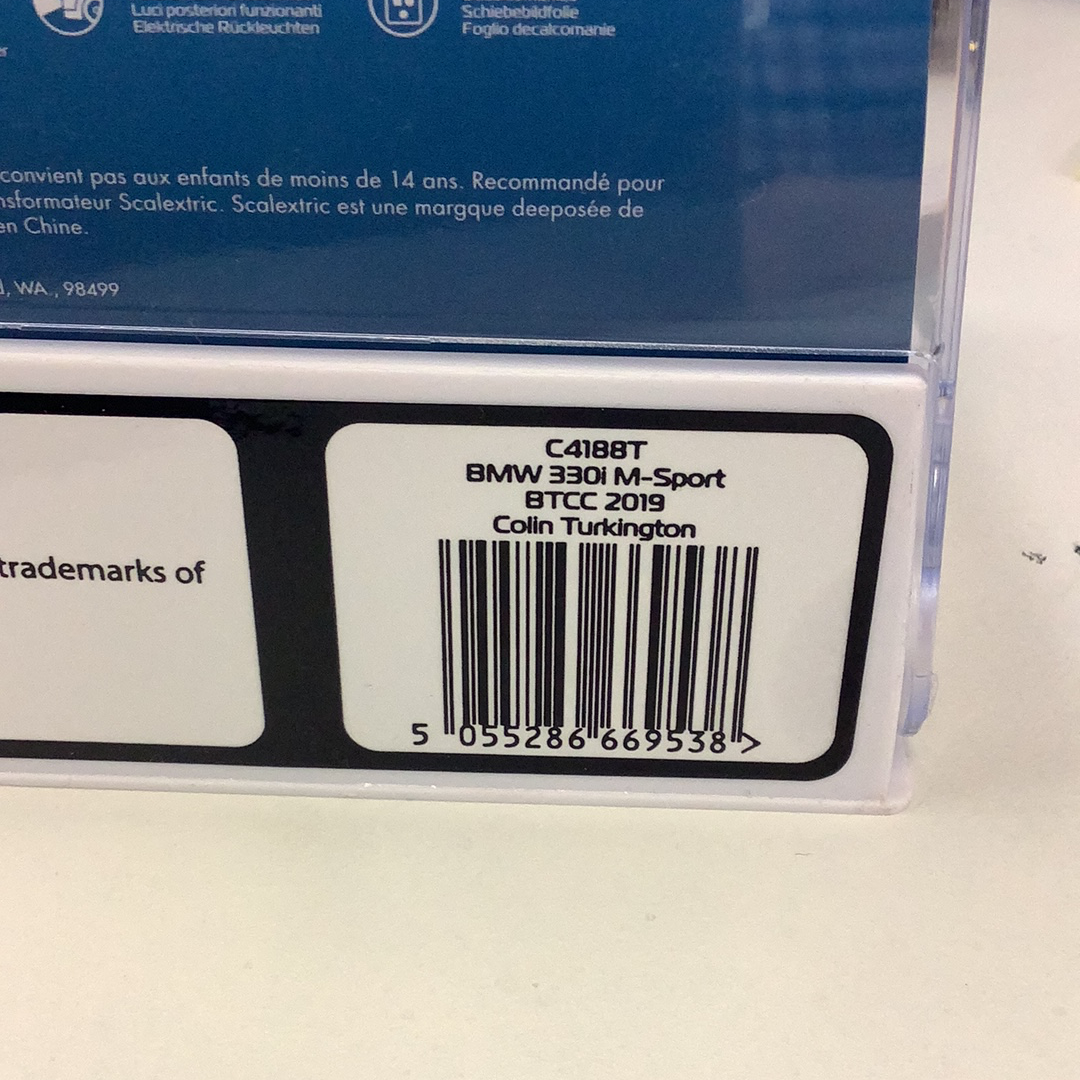 Luci posteriori funzionanti
Elektrische Rückleuchten
Schiebebildfolie
Foglio decalcomanie
convient pas aux enfants de moins de 14 ans. Recommandé pour
nsformateur Scalextric. Scalextric est une margque deeposée de
en Chine.
, WA., 98499
trademarks of
C4188T
BMW 330i M-Sport
BTCC 2019
Colin Turkington
5 055286 669538 >